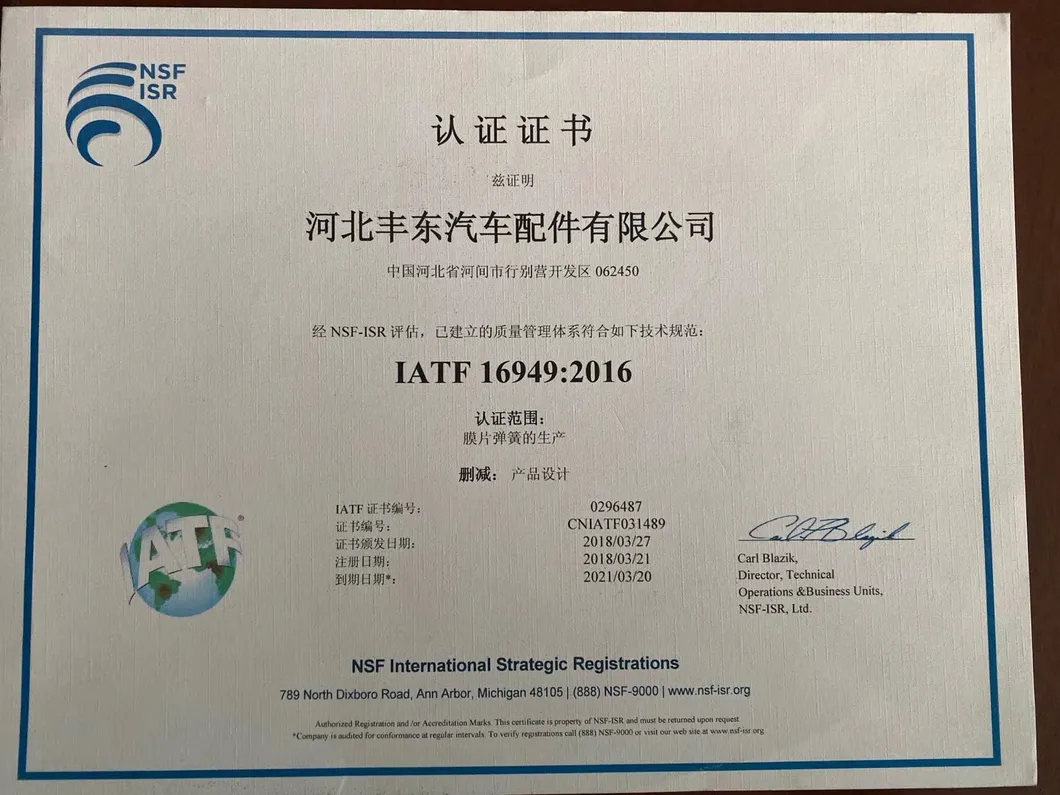 NSF
ISR
认证证书
兹证明
河北丰东汽车配件有限公司
中国河北省河间市行别营开发区 062450
经 NSF-ISR 评估，已建立的质量管理体系符合如下技术规范：
IATF 16949:2016
认证范围：
膜片弹簧的生产
删减： 产品设计
IATF 证书编号： 0296487
证书编号： CNIATF031489
证书颁发日期： 2018/03/27
注册日期： 2018/03/21
到期日期*： 2021/03/20
IATF®
Carl Blazik,
Director, Technical
Operations &Business Units,
NSF-ISR, Ltd.
NSF International Strategic Registrations
789 North Dixboro Road, Ann Arbor, Michigan 48105 | (888) NSF-9000 | www.nsf-isr.org
Authorized Registration and /or Accreditation Marks. This certificate is property of NSF-ISR and must be returned upon request
*Company is audited for conformance at regular intervals. To verify registrations call (888) NSF-9000 or visit our web site at www.nsf-isr.org